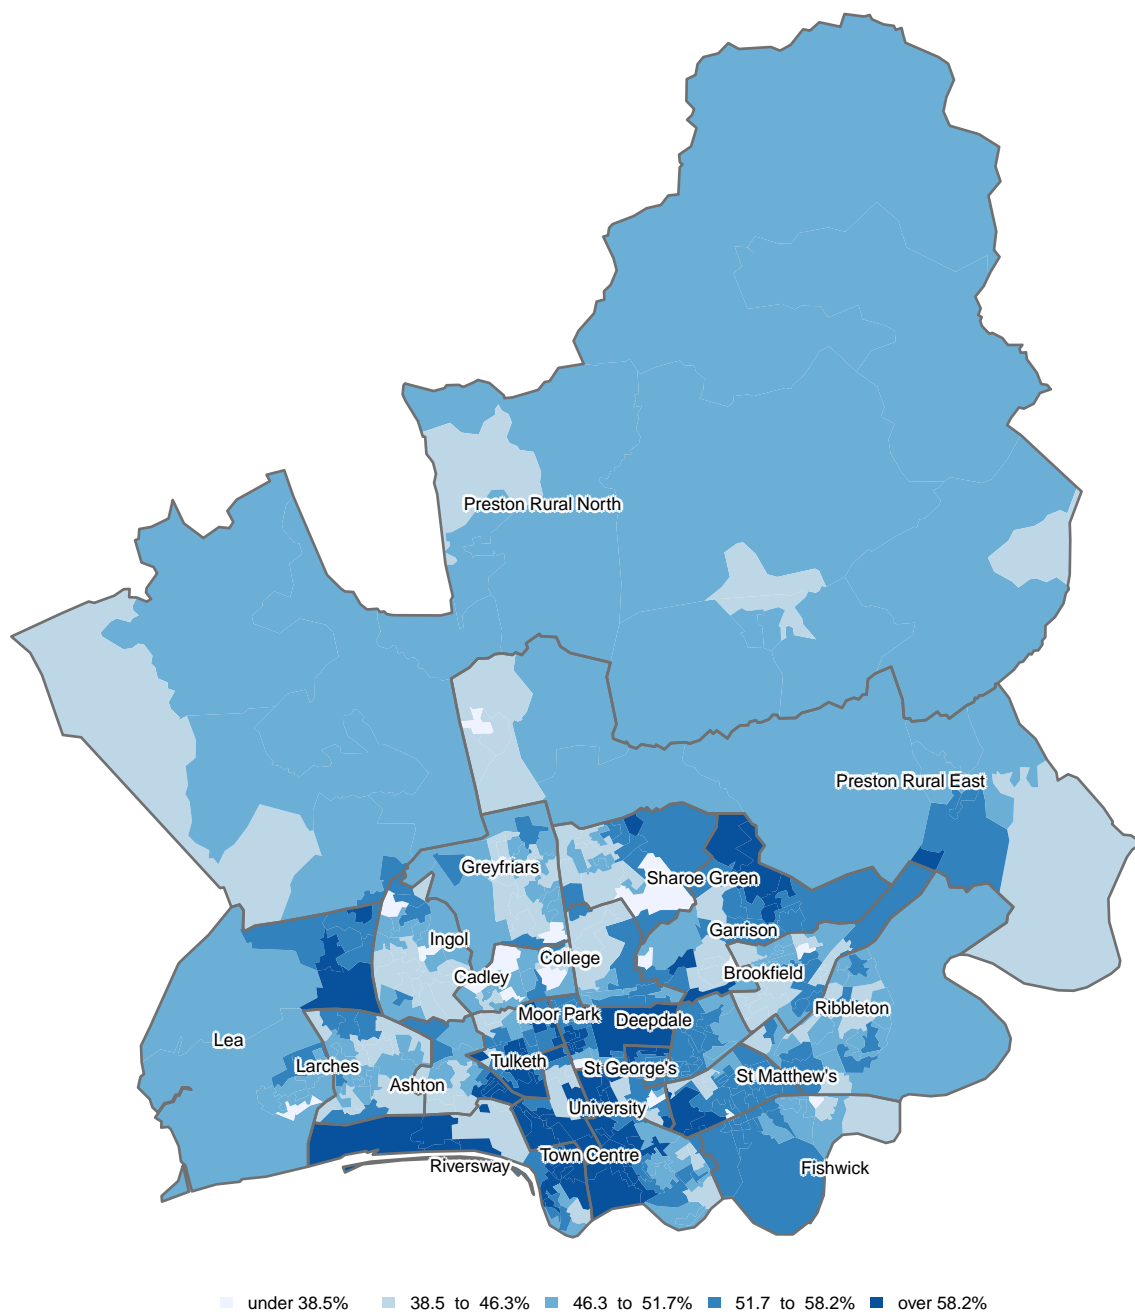 Preston Rural North
Preston Rural East
Greyfriars
Sharoe Green
Garrison
Ingol
College
Cadley
Brookfield
Ribbleton
Moor Park
Deepdale
Lea
Tulketh
St George's
Larches
St Matthew's
Ashton
University
Town Centre
Riversway
Fishwick
under 38.5% 38.5 to 46.3% 46.3 to 51.7% 51.7 to 58.2% over 58.2%